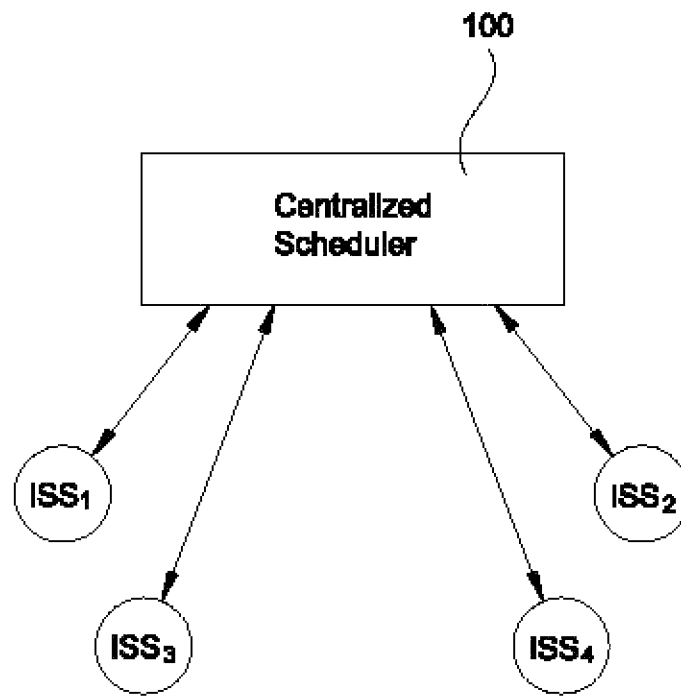 100
Centralized
Scheduler
ISS₁
ISS₂
ISS₃
ISS₄